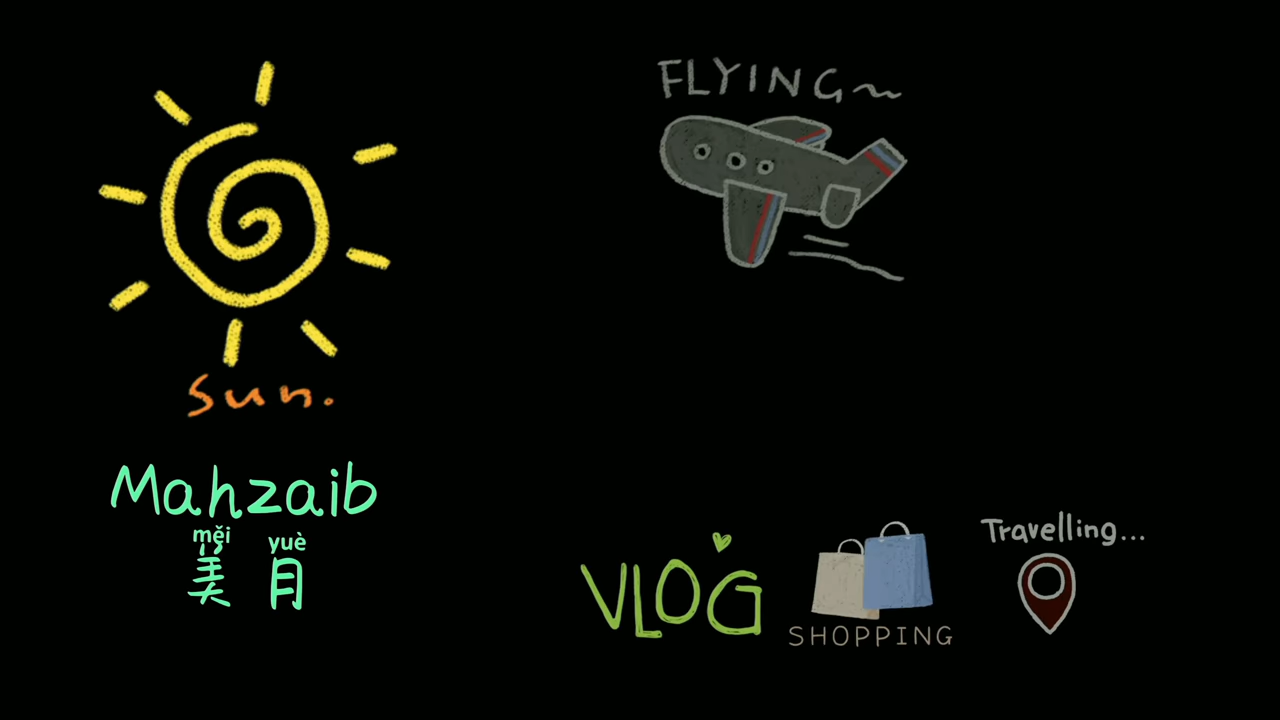 FLYING~
Sun.
Mahzaib
měi yuè
美月
VLOG
SHOPPING
Travelling...